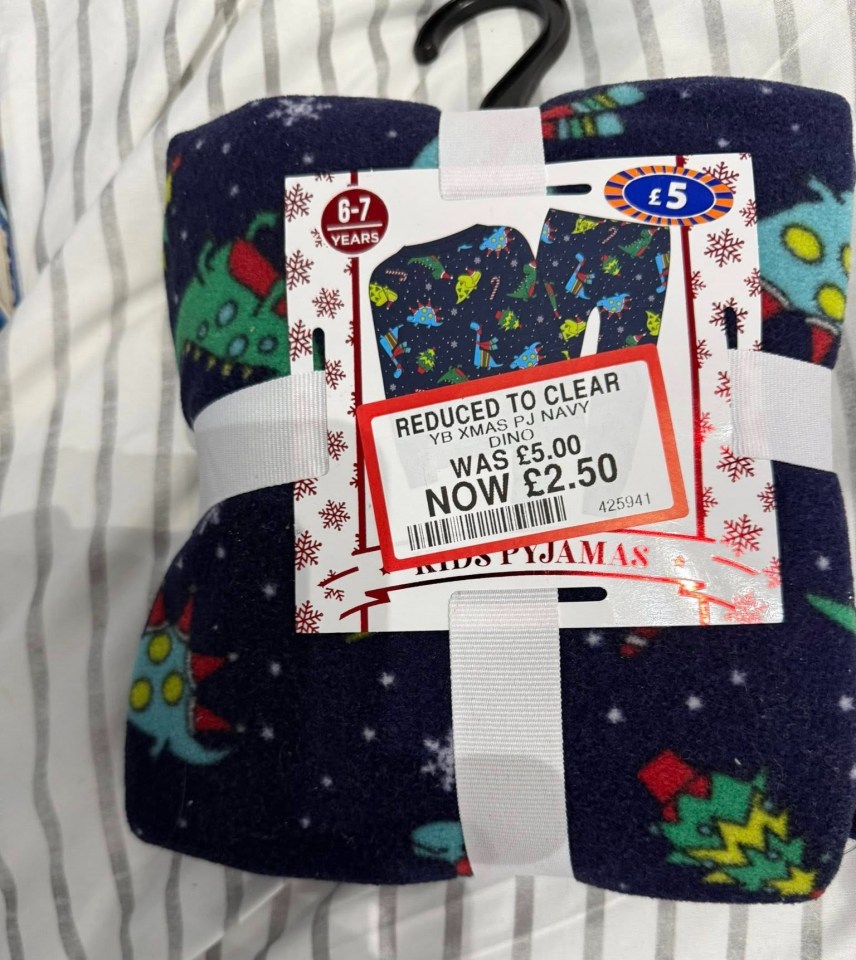 £5
6-7
YEARS
REDUCED TO CLEAR
YB XMAS PJ NAVY
DINO
WAS £5.00
NOW £2.50
425941
KIDS PYJAMAS